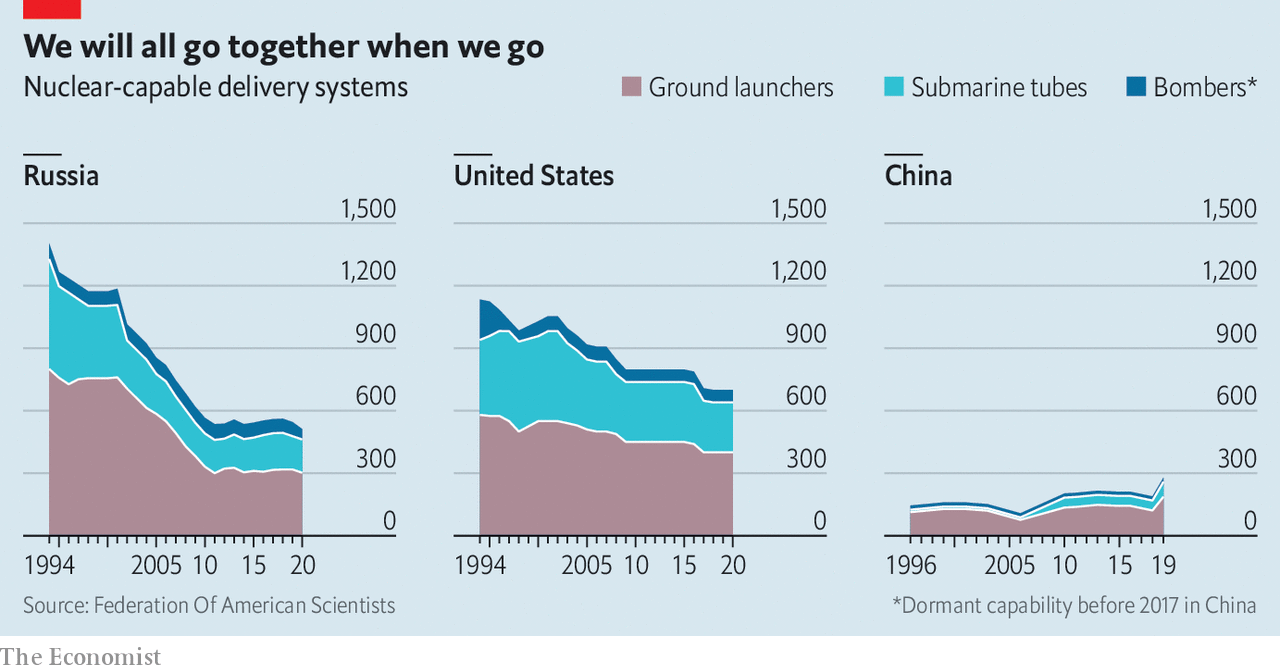 We will all go together when we go
Nuclear-capable delivery systems
Ground launchers
Submarine tubes
Bombers*
Russia
1,500
1,200
900
600
300
0
1994 2005 10 15 20
United States
1,500
1,200
900
600
300
0
1994 2005 10 15 20
China
1,500
1,200
900
600
300
0
1996 2005 10 15 19
Source: Federation Of American Scientists
*Dormant capability before 2017 in China
The Economist